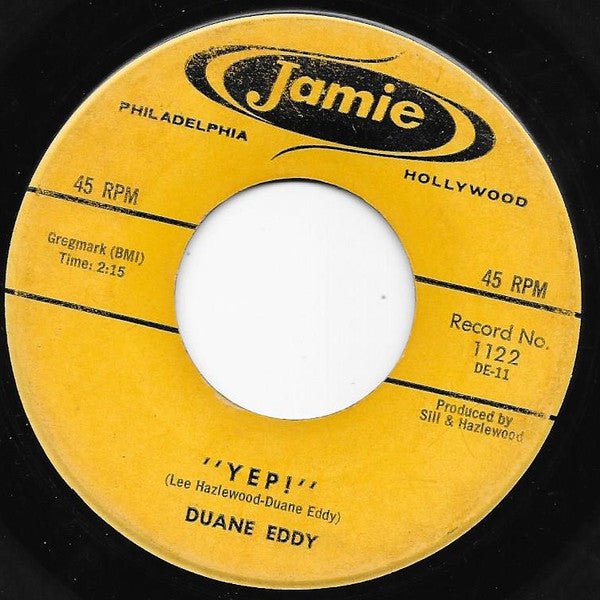 Jamie
PHILADELPHIA
HOLLYWOOD
45 RPM
Gregmark (BMI)
Time: 2:15
45 RPM
Record No.
1122
DE-11
Produced by
Sill & Hazlewood
"YEP!"
(Lee Hazlewood-Duane Eddy)
DUANE EDDY